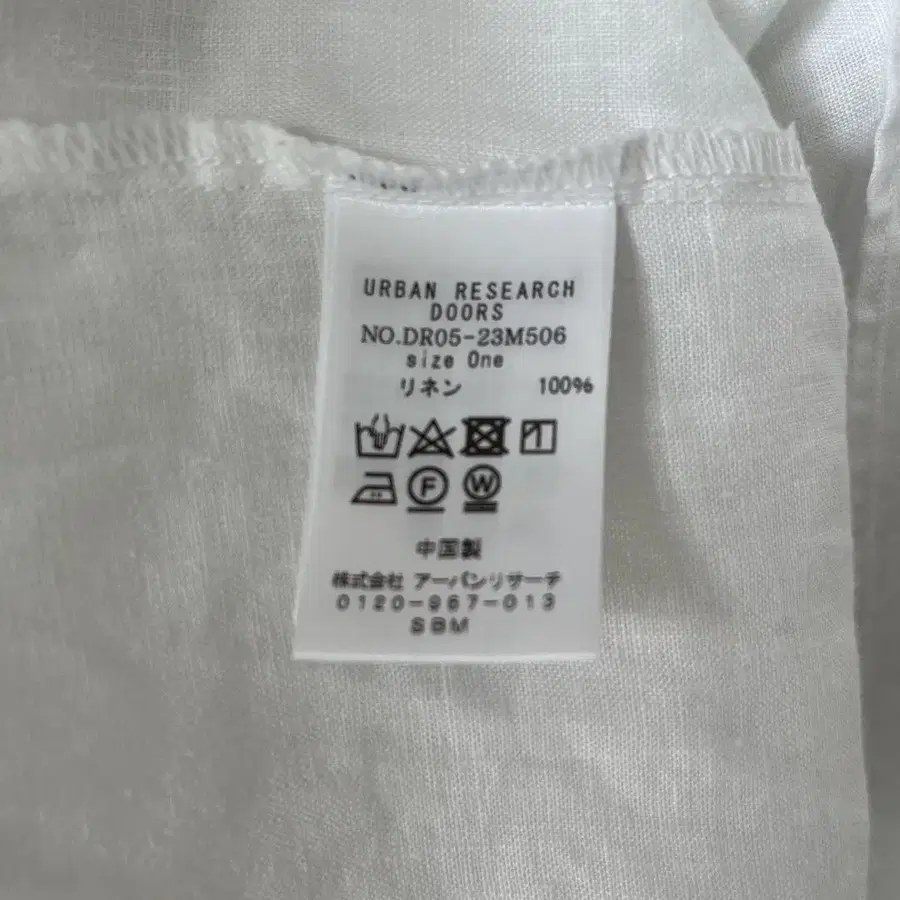 URBAN RESEARCH
DOORS
NO.DR05-23M506
size One
リネン 100%
F W
中国製
株式会社 アーバンリサーチ
0120-967-013
SBM